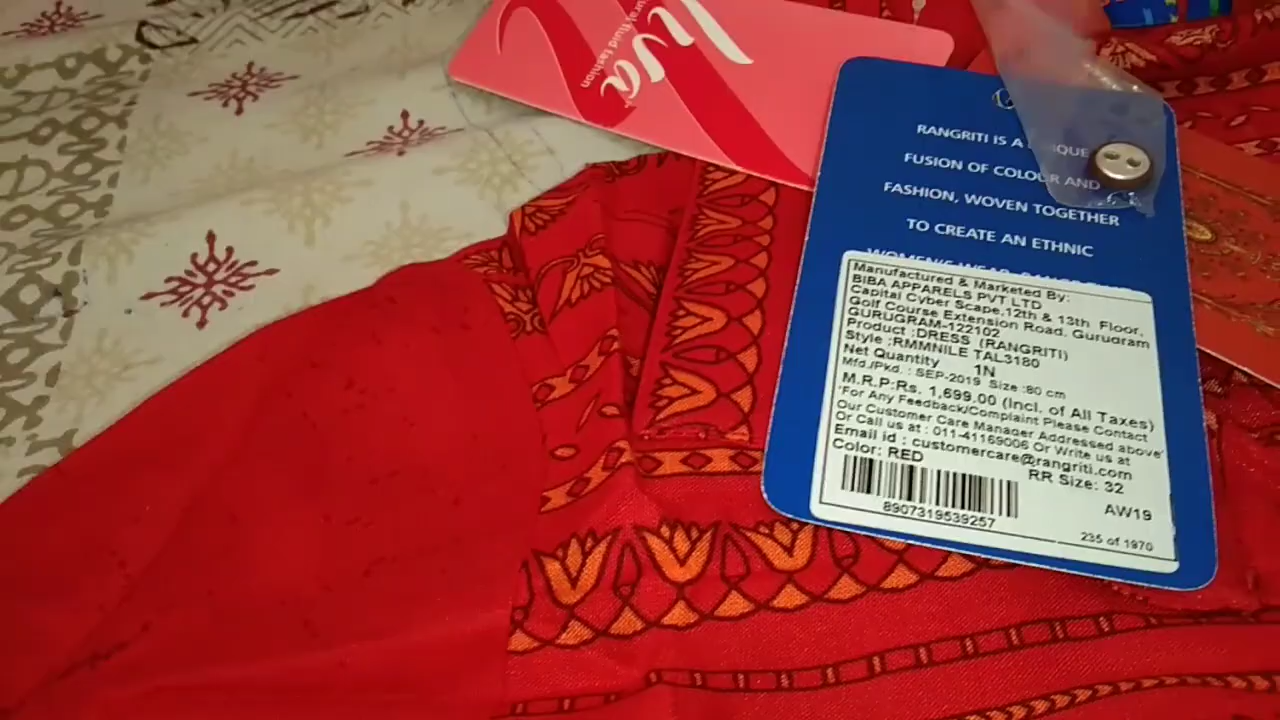 Liva
fluid fashion
RANGRITI IS A
FUSION OF COLOUR AND
FASHION, WOVEN TOGETHER
TO CREATE AN ETHNIC
Manufactured & Marketed By:
BIBA APPARELS PVT LTD
Capital Cyber Scape,12th & 13th Floor,
Golf Course Extension Road, Gurugram
GURUGRAM-122102
Product :DRESS (RANGRITI)
Style :RMMNILE TAL3180
Net Quantity 1N
Mfd./Pkd. : SEP-2019 Size :80 cm
M.R.P:Rs. 1,699.00 (Incl. of All Taxes)
'For Any Feedback/Complaint Please Contact
Our Customer Care Manager Addressed above'
Or Call us at : 011-41169006 Or Write us at
Email id : customercare@rangriti.com
Color: RED
RR Size: 32
8907319539257
AW19
235 of 1970